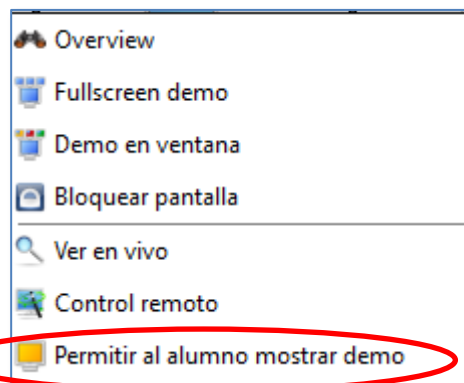 Overview
Fullscreen demo
Demo en ventana
Bloquear pantalla
Ver en vivo
Control remoto
Permitir al alumno mostrar demo